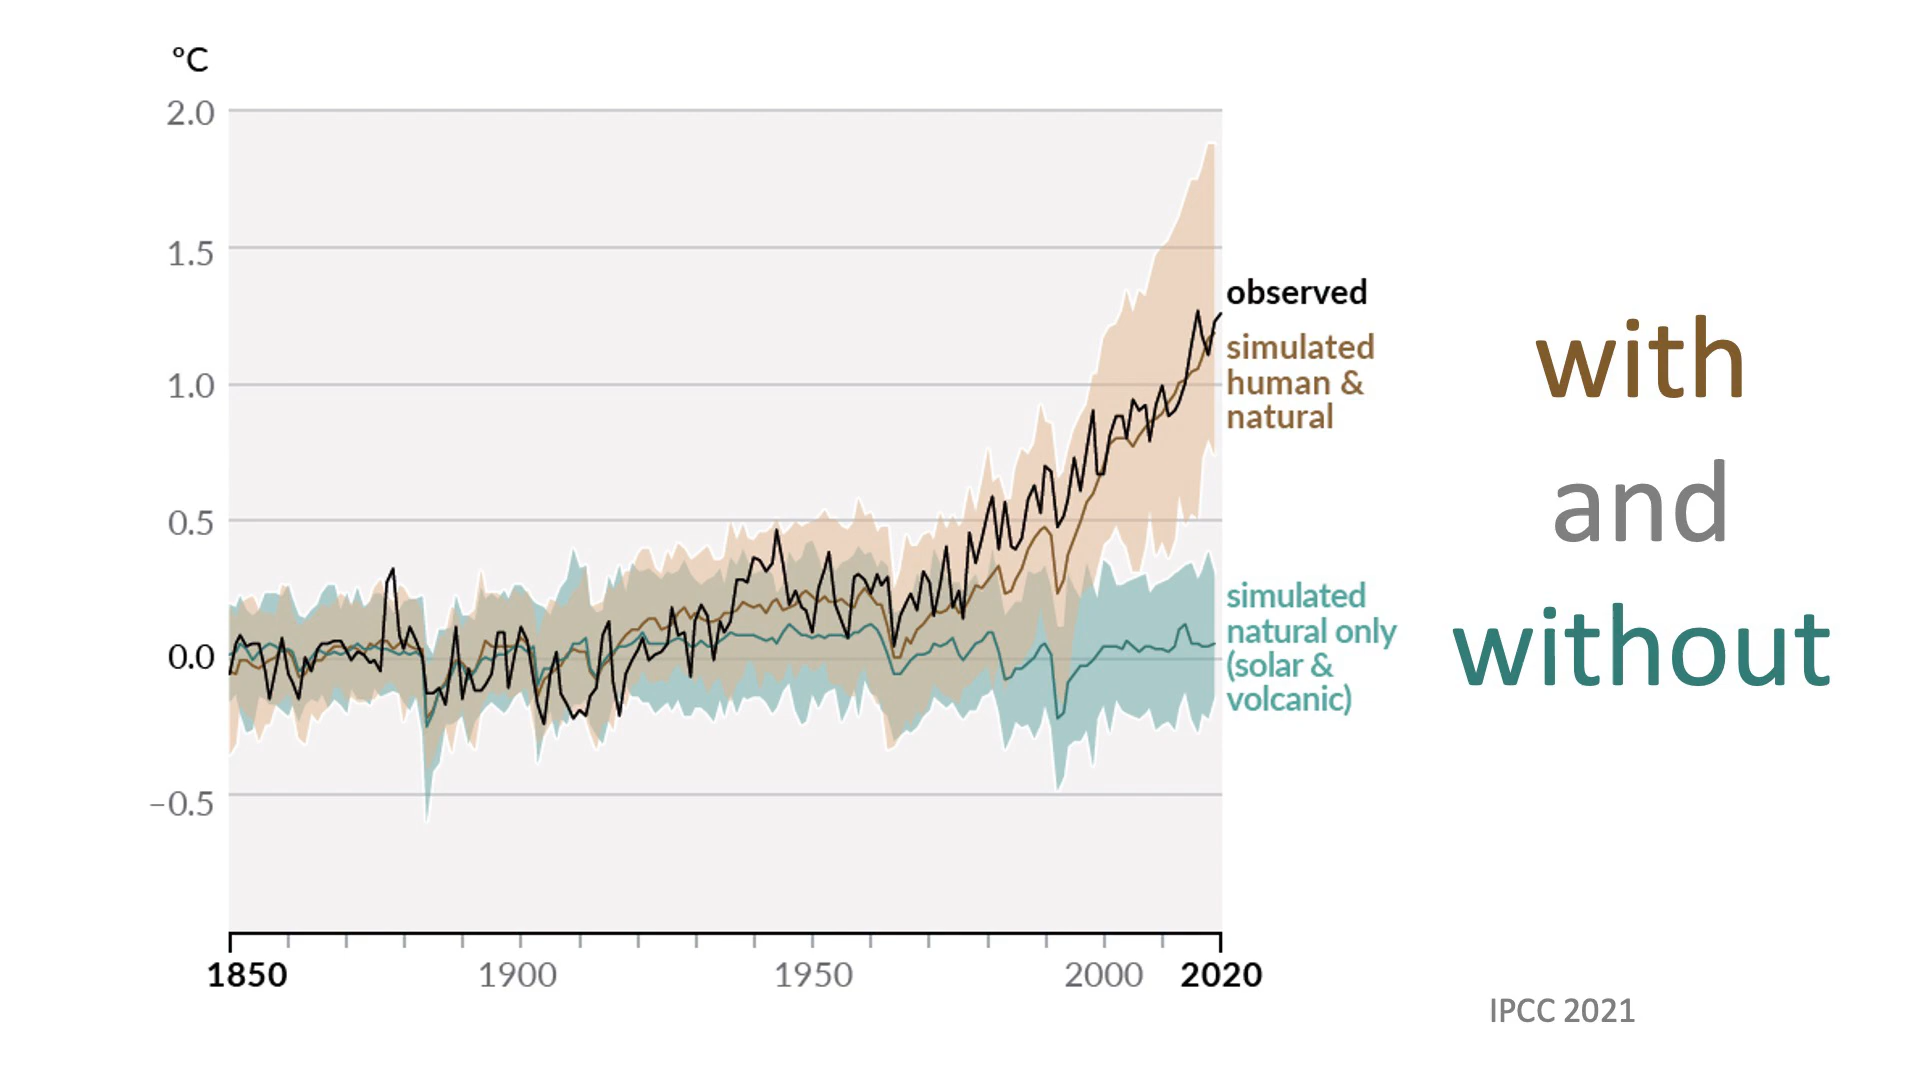 °C
2.0
1.5
1.0
0.5
0.0
−0.5
1850
1900
1950
2000
2020
observed
simulated
human &
natural
simulated
natural only
(solar &
volcanic)
with
and
without
IPCC 2021